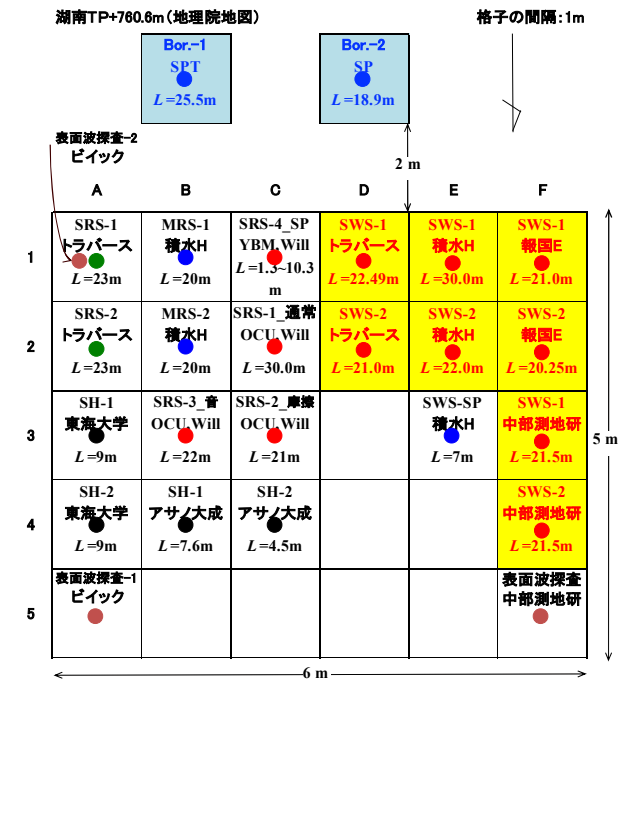 湖南TP+760.6m（地理院地図）
格子の間隔：1m
Bor.-1
SPT
L=25.5m
Bor.-2
SP
L=18.9m
表面波探査-2
ビイック
2 m
A B C D E F
1
SRS-1
トラバース
L=23m
MRS-1
積水H
L=20m
SRS-4_SP
YBM,Will
L=1.3~10.3
m
SWS-1
トラバース
L=22.49m
SWS-1
積水H
L=30.0m
SWS-1
報国E
L=21.0m
2
SRS-2
トラバース
L=23m
MRS-2
積水H
L=20m
SRS-1_通常
OCU,Will
L=30.0m
SWS-2
トラバース
L=21.0m
SWS-2
積水H
L=22.0m
SWS-2
報国E
L=20.25m
3
SH-1
東海大学
L=9m
SRS-3_音
OCU,Will
L=22m
SRS-2_摩擦
OCU,Will
L=21m
SWS-SP
積水H
L=7m
SWS-1
中部測地研
L=21.5m
5 m
4
SH-2
東海大学
L=9m
SH-1
アサノ大成
L=7.6m
SH-2
アサノ大成
L=4.5m
SWS-2
中部測地研
L=21.5m
5
表面波探査-1
ビイック
表面波探査
中部測地研
6 m